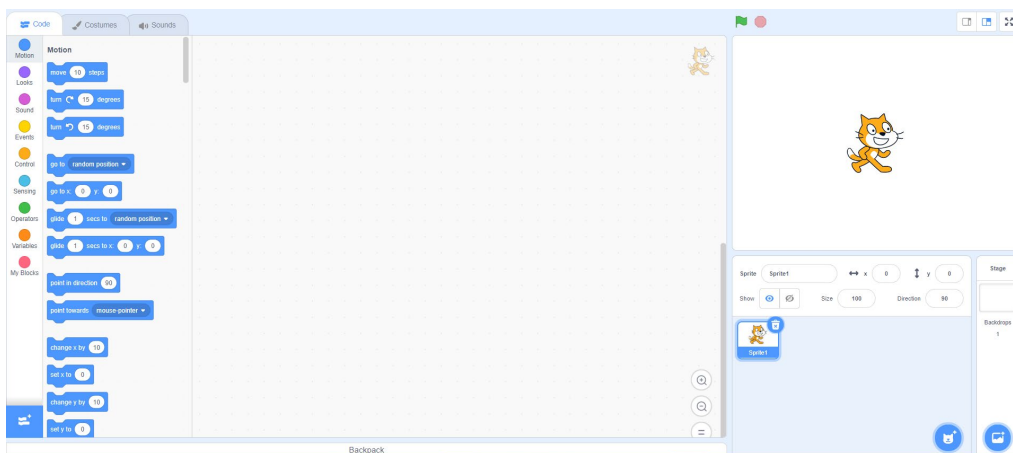 Code Costumes Sounds
Motion
Looks
Sound
Events
Control
Sensing
Operators
Variables
My Blocks
Motion
move 10 steps
turn 15 degrees
turn 15 degrees
go to random position
go to x: 0 y: 0
glide 1 secs to random position
glide 1 secs to x: 0 y: 0
point in direction 90
point towards mouse-pointer
change x by 10
set x to 0
change y by 10
set y to 0
Backpack
Sprite Sprite1 x 0 y 0
Show Size 100 Direction 90
Sprite1
Stage
Backdrops
1